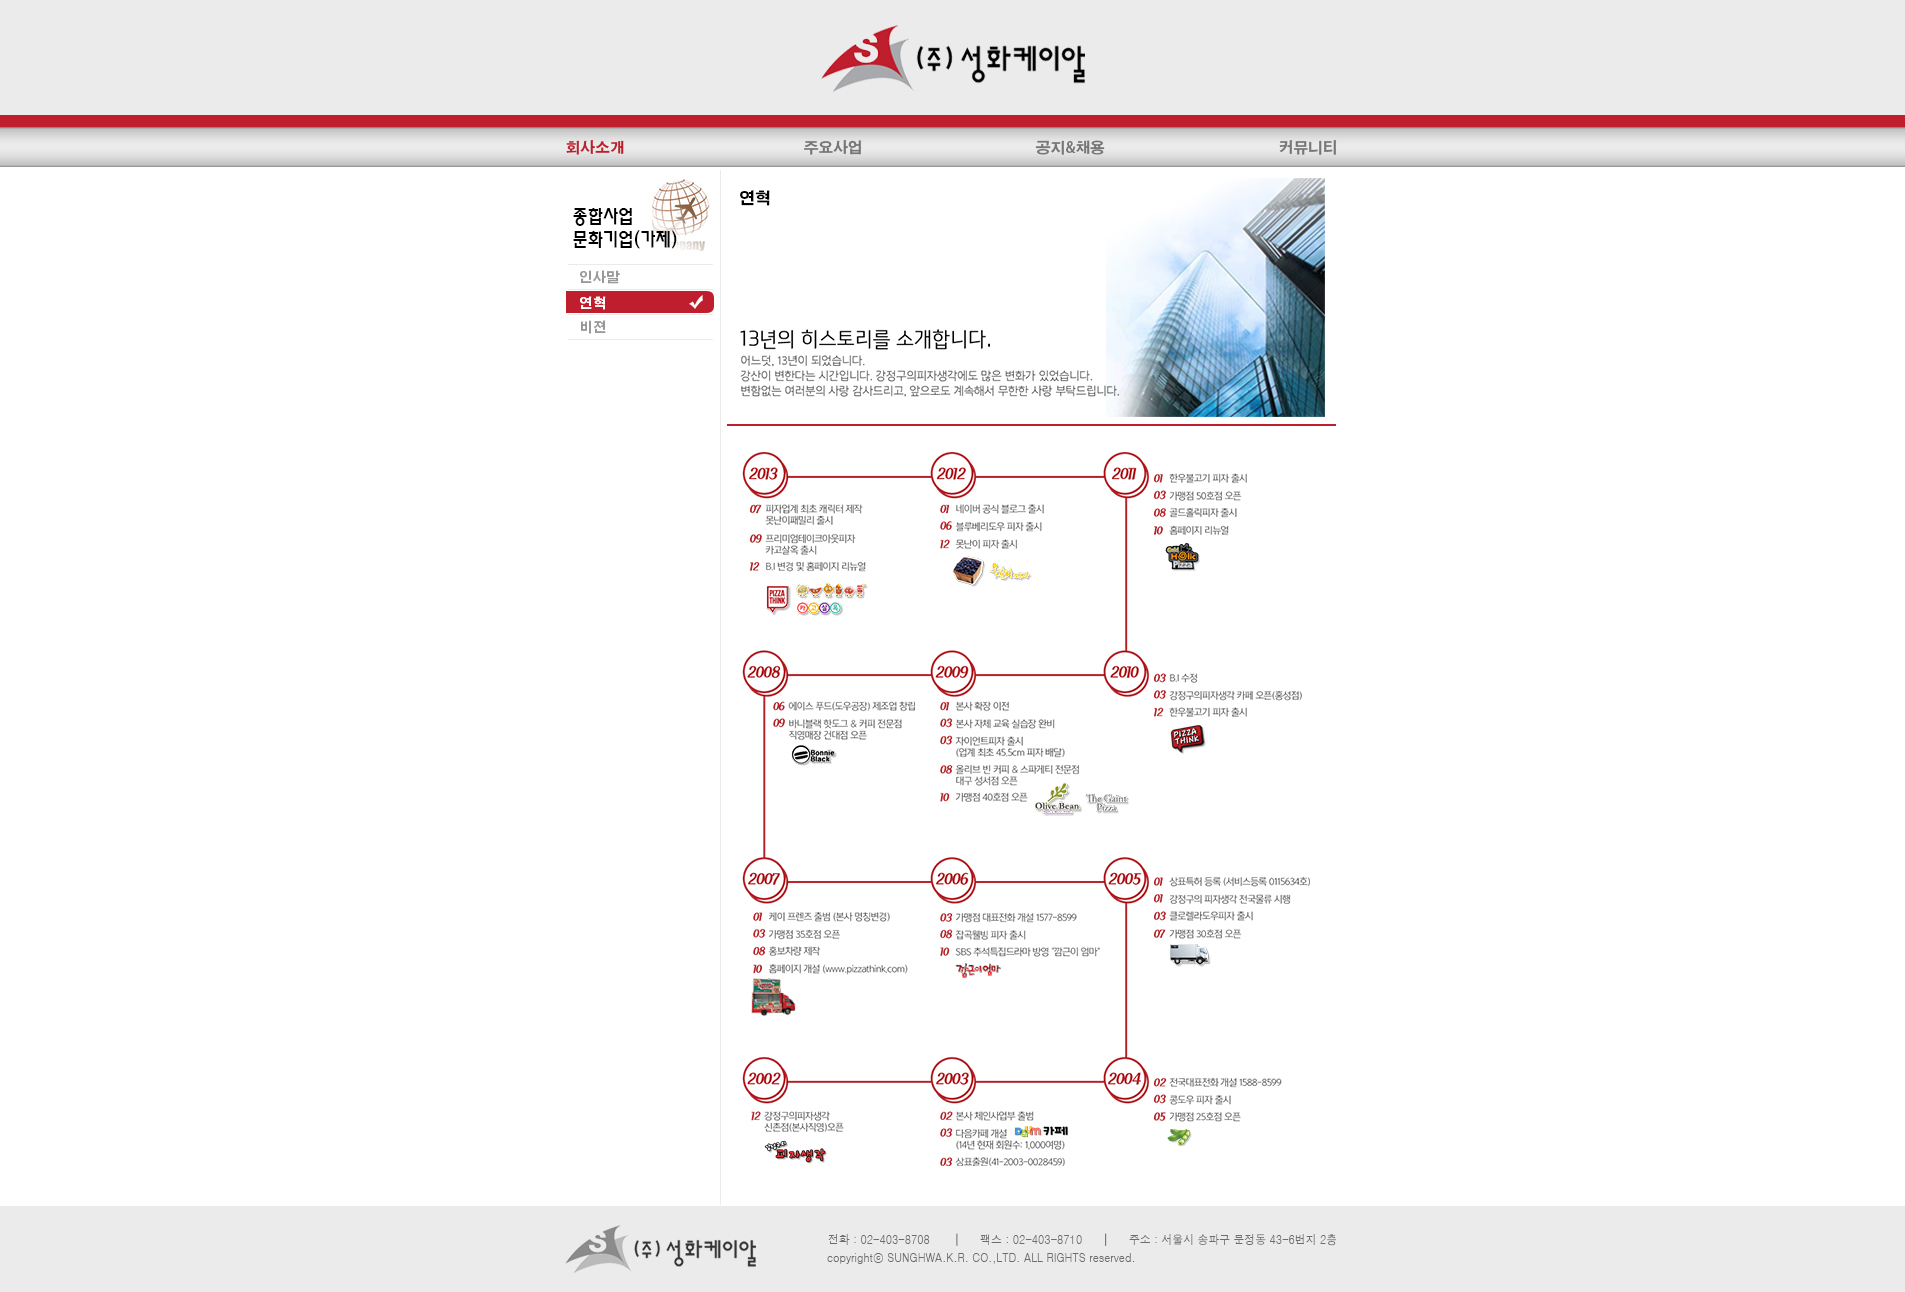 S (주) 성화케이알
회사소개 주요사업 공지&채용 커뮤니티
종합사업
문화기업(가제)
인사말
연혁
비젼
연혁
13년의 히스토리를 소개합니다.
어느덧, 13년이 되었습니다.
강산이 변한다는 시간입니다. 강정구의피자생각에도 많은 변화가 있었습니다.
변함없는 여러분의 사랑 감사드리고, 앞으로도 계속해서 무한한 사랑 부탁드립니다.
2013
07 피자업계 최초 캐릭터 제작
못난이패밀리 출시
09 프리미엄테이크아웃피자
카고살옥 출시
12 B.I 변경 및 홈페이지 리뉴얼
PIZZA
THINK
카고살옥
2012
01 네이버 공식 블로그 출시
06 블루베리도우 피자 출시
12 못난이 피자 출시
2011
01 한우불고기 피자 출시
03 가맹점 50호점 오픈
08 골드홀릭피자 출시
10 홈페이지 리뉴얼
Gold
H@lic
Pizza
2008
06 에이스 푸드(도우공장) 제조업 창립
09 바니블랙 핫도그 & 커피 전문점
직영매장 건대점 오픈
Bonnie
Black
2009
01 본사 확장 이전
03 본사 자체 교육 실습장 완비
03 자이언트피자 출시
(업계 최초 45.5cm 피자 배달)
08 올리브 빈 커피 & 스파게티 전문점
대구 성서점 오픈
10 가맹점 40호점 오픈
Olive Bean
The Gaint
Pizza
2010
03 B.I 수정
03 강정구의피자생각 카페 오픈(홍성점)
12 한우불고기 피자 출시
PIZZA
THINK
2007
01 케이 프렌즈 출범 (본사 명칭변경)
03 가맹점 35호점 오픈
08 홍보차량 제작
10 홈페이지 개설 (www.pizzathink.com)
2006
03 가맹점 대표전화 개설 1577-8599
08 잡곡웰빙 피자 출시
10 SBS 추석특집드라마 방영 "깜근이 엄마"
깜근이 엄마
2005
01 상표특허 등록 (서비스등록 0115634호)
01 강정구의 피자생각 전국물류 시행
03 클로렐라도우피자 출시
07 가맹점 30호점 오픈
2002
12 강정구의피자생각
신촌점(본사직영)오픈
피자생각
2003
02 본사 체인사업부 출범
03 다음카페 개설 Daum 카페
(14년 현재 회원수: 1,000여명)
03 상표출원(41-2003-0028459)
2004
02 전국대표전화 개설 1588-8599
03 콩도우 피자 출시
05 가맹점 25호점 오픈
S (주) 성화케이알
전화 : 02-403-8708 | 팩스 : 02-403-8710 | 주소 : 서울시 송파구 문정동 43-6번지 2층
copyrightⓒ SUNGHWA.K.R. CO.,LTD. ALL RIGHTS reserved.